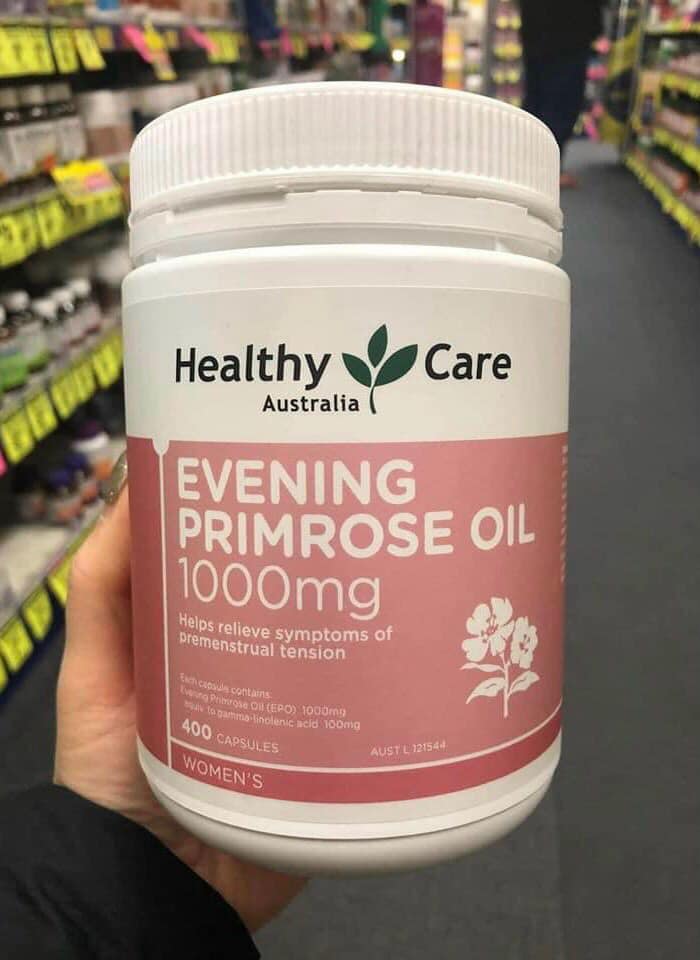 Healthy Care
Australia
EVENING
PRIMROSE OIL
1000mg
Helps relieve symptoms of
premenstrual tension
Each capsule contains:
Evening Primrose Oil (EPO) 1000mg
equiv. to gamma-linolenic acid 100mg
400 CAPSULES
AUST L 121544
WOMEN'S